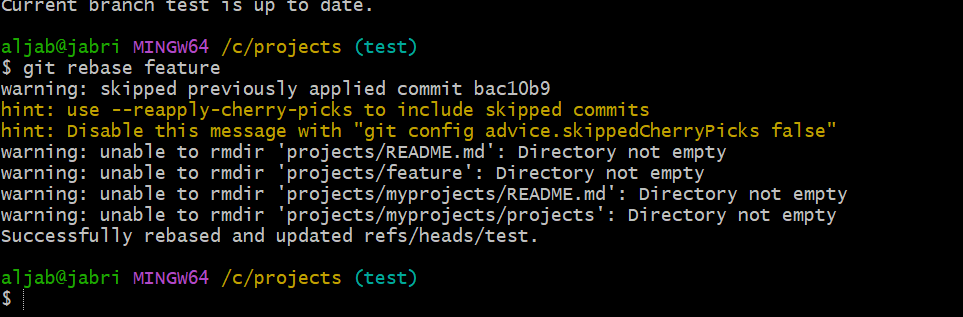 Current branch test is up to date.
aljab@jabri MINGW64 /c/projects (test)
$ git rebase feature
warning: skipped previously applied commit bac10b9
hint: use --reapply-cherry-picks to include skipped commits
hint: Disable this message with "git config advice.skippedCherryPicks false"
warning: unable to rmdir 'projects/README.md': Directory not empty
warning: unable to rmdir 'projects/feature': Directory not empty
warning: unable to rmdir 'projects/myprojects/README.md': Directory not empty
warning: unable to rmdir 'projects/myprojects/projects': Directory not empty
Successfully rebased and updated refs/heads/test.
aljab@jabri MINGW64 /c/projects (test)
$